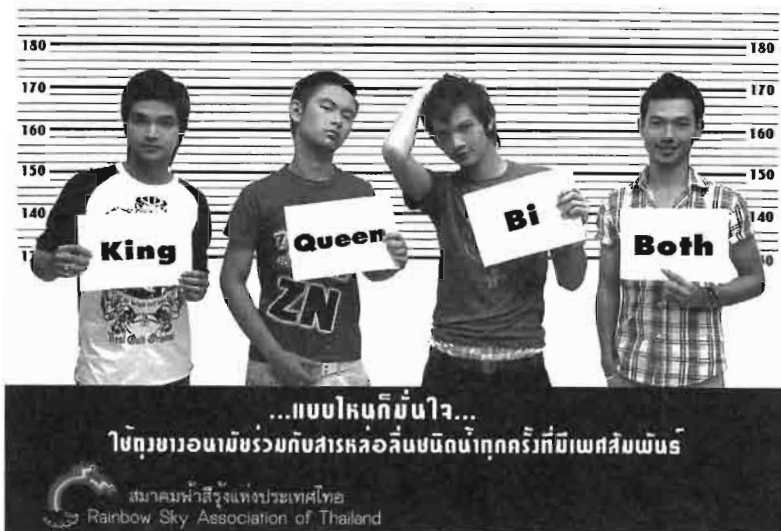 180 180
170 170
160 160
150 150
140 140
King
Queen
Bi
Both
ZN
...แบบไหนก็มั่นใจ...
ใช้ถุงยางอนามัยร่วมกับสารหล่อลื่นชนิดน้ำทุกครั้งที่มีเพศสัมพันธ์
สมาคมฟ้าสีรุ้งแห่งประเทศไทย
Rainbow Sky Association of Thailand